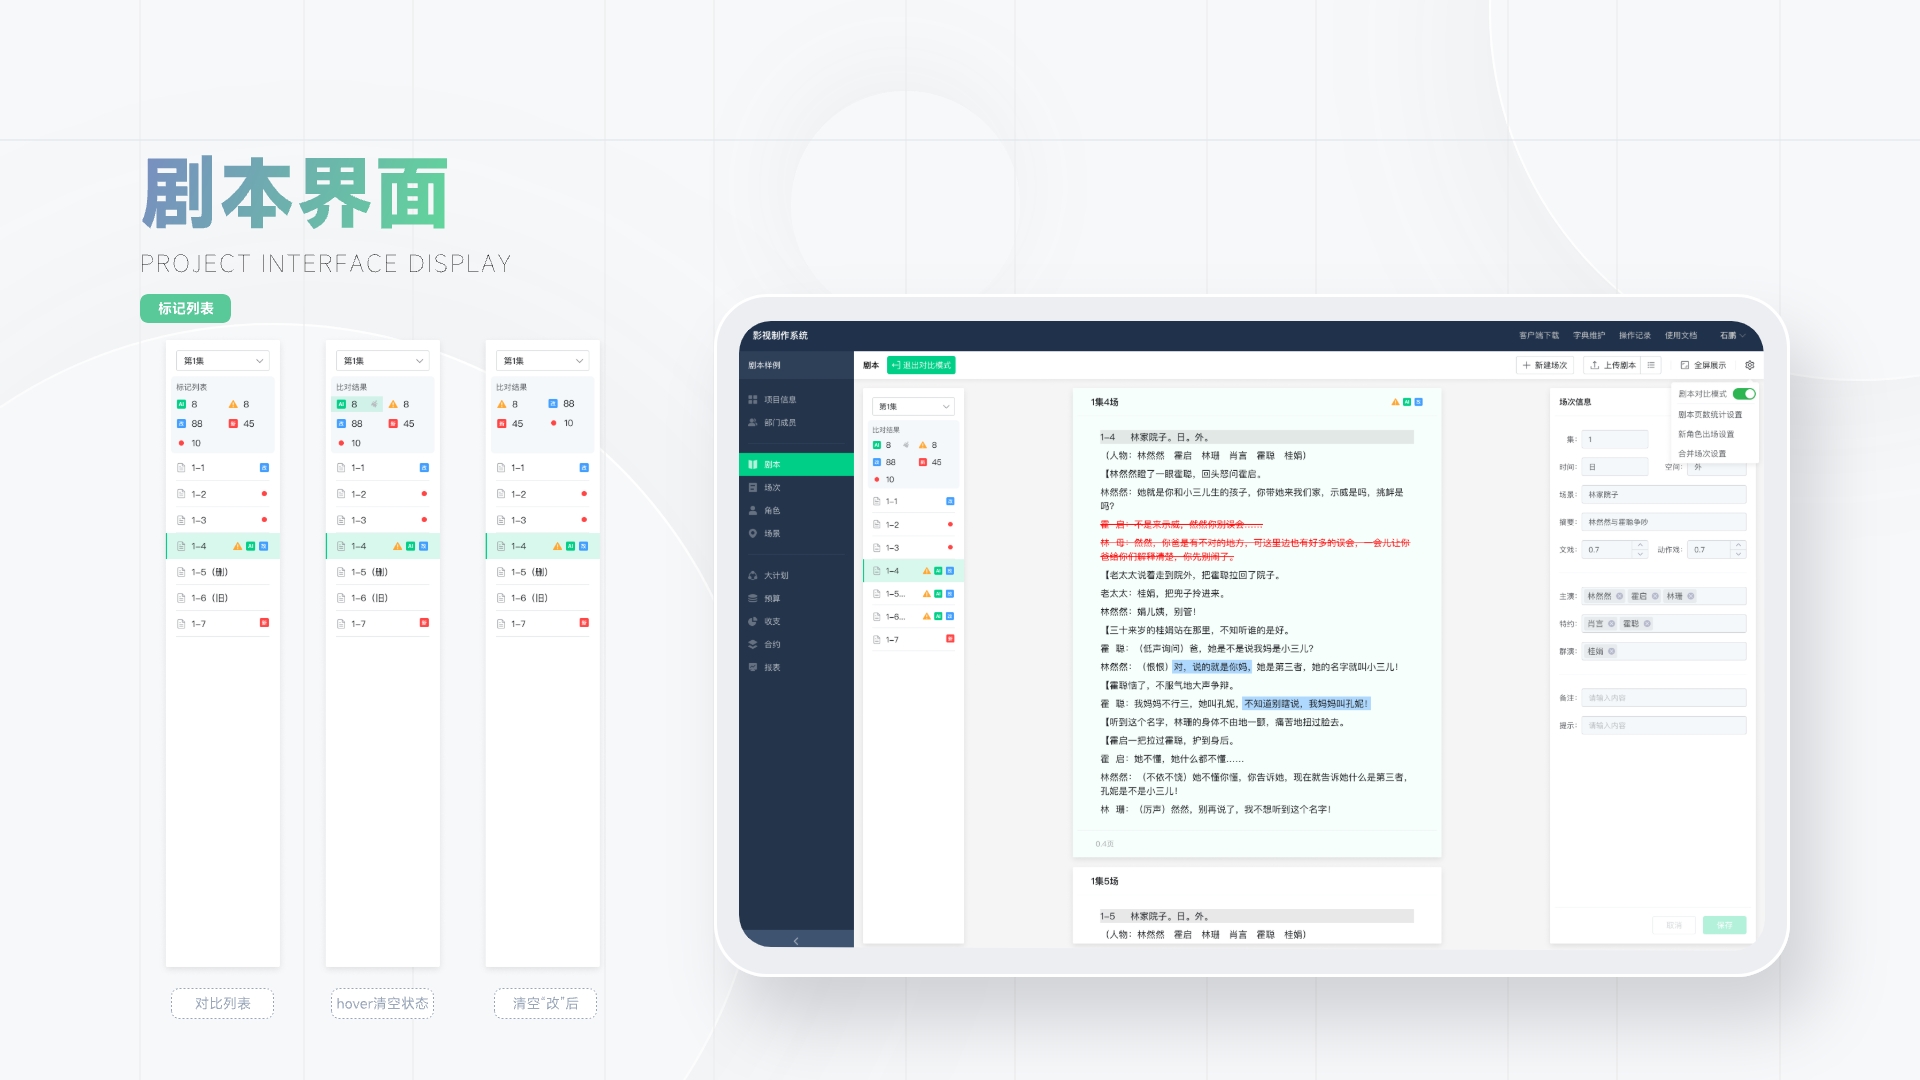 剧本界面
PROJECT INTERFACE DISPLAY
标记列表
第1集
标记列表
AI 8 8
改 88 新 45
10
1-1 改
1-2
1-3
1-4 AI 改
1-5（删）
1-6（旧）
1-7 新
对比列表
第1集
比对结果
AI 8 8
改 88 新 45
10
1-1 改
1-2
1-3
1-4 AI 改
1-5（删）
1-6（旧）
1-7 新
hover清空状态
第1集
比对结果
8 改 88
新 45 10
1-1 改
1-2
1-3
1-4 AI 改
1-5（删）
1-6（旧）
1-7 新
清空“改”后
影视制作系统
客户端下载 字典维护 操作记录 使用文档 石鹏
剧本样例
项目信息
部门成员
剧本
场次
角色
场景
大计划
预算
收支
合约
报表
剧本 退出对比模式
新建场次 上传剧本 全屏展示
剧本对比模式
剧本页数统计设置
新角色出场设置
合并场次设置
第1集
比对结果
AI 8 8
改 88 新 45
10
1-1 改
1-2
1-3
1-4 AI 改
1-5... AI 改
1-6... AI 改
1-7 新
1集4场 AI 改
1-4 林家院子。日。外。
（人物：林然然 霍启 林珊 肖言 霍聪 桂娟）
【林然然瞪了一眼霍聪，回头怒问霍启。
林然然：她就是你和小三儿生的孩子，你带她来我们家，示威是吗，挑衅是
吗？
霍 启：不是来示威，然然你别误会……
林 母：然然，你爸是有不对的地方，可这里边也有好多的误会，一会儿让你
爸给你们解释清楚，你先别闹了。
【老太太说着走到院外，把霍聪拉回了院子。
老太太：桂娟，把兜子拎进来。
林然然：娟儿姨，别管！
【三十来岁的桂娟站在那里，不知听谁的是好。
霍 聪：（低声询问）爸，她是不是说我妈是小三儿？
林然然：（恨恨）对，说的就是你妈，她是第三者，她的名字就叫小三儿！
【霍聪恼了，不服气地大声争辩。
霍 聪：我妈妈不行三，她叫孔妮，不知道别瞎说，我妈妈叫孔妮！
【听到这个名字，林珊的身体不由地一颤，痛苦地扭过脸去。
【霍启一把拉过霍聪，护到身后。
霍 启：她不懂，她什么都不懂……
林然然：（不依不饶）她不懂你懂，你告诉她，现在就告诉她什么是第三者，
孔妮是不是小三儿！
林 珊：（厉声）然然，别再说了，我不想听到这个名字！
0.4页
1集5场
1-5 林家院子。日。外。
（人物：林然然 霍启 林珊 肖言 霍聪 桂娟）
场次信息
集： 1
时间： 日 空间： 外
场景： 林家院子
摘要： 林然然与霍聪争吵
文戏： 0.7 动作戏： 0.7
主演： 林然然 霍启 林珊
特约： 肖言 霍聪
群演： 桂娟
备注： 请输入内容
提示： 请输入内容
取消 保存